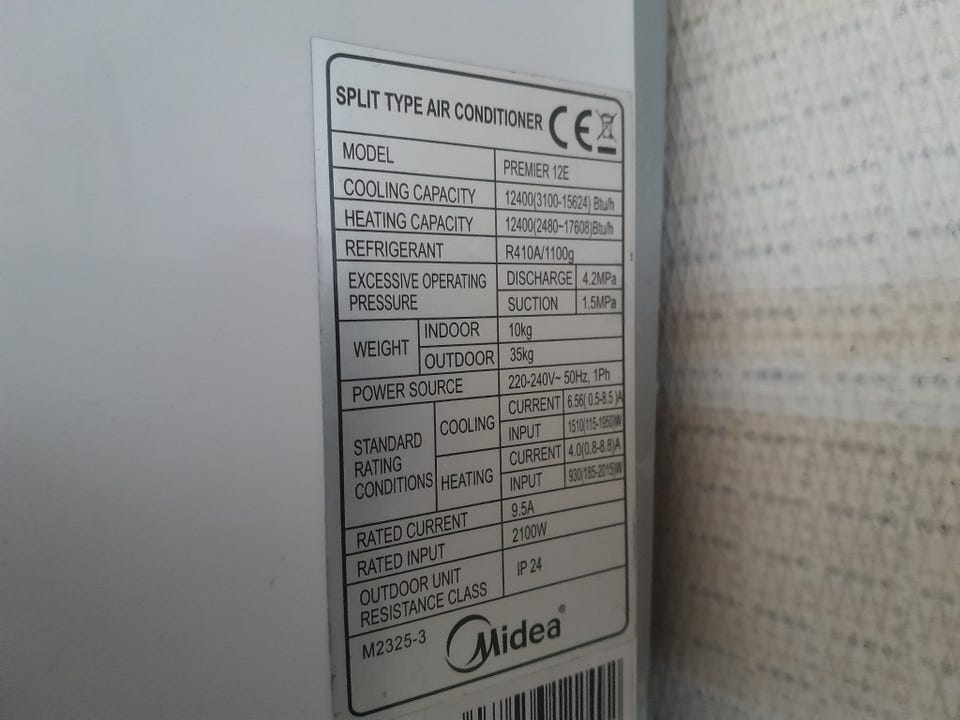 SPLIT TYPE AIR CONDITIONER CE
MODEL PREMIER 12E
COOLING CAPACITY 12400(3100-15624) Btu/h
HEATING CAPACITY 12400(2480~17608)Btu/h
REFRIGERANT R410A/1100g
EXCESSIVE OPERATING PRESSURE DISCHARGE 4.2MPa
SUCTION 1.5MPa
WEIGHT INDOOR 10kg
OUTDOOR 35kg
POWER SOURCE 220-240V~ 50Hz, 1Ph
STANDARD RATING CONDITIONS COOLING CURRENT 6.56( 0.5-8.5 )A
INPUT 1510(115-1950)W
HEATING CURRENT 4.0(0.8-8.8)A
INPUT 930(185-2015)W
RATED CURRENT 9.5A
RATED INPUT 2100W
OUTDOOR UNIT RESISTANCE CLASS IP 24
M2325-3 Midea®